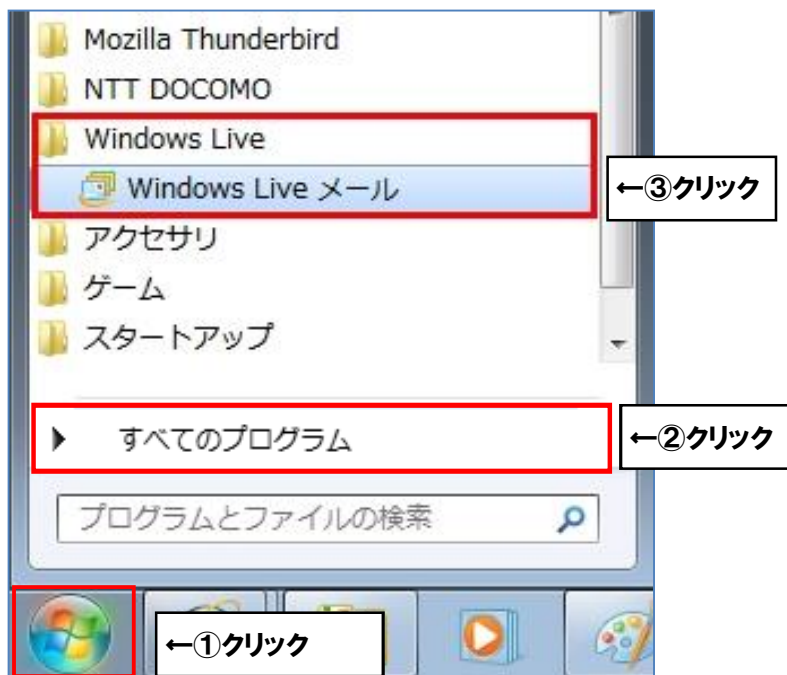 Mozilla Thunderbird
NTT DOCOMO
Windows Live
Windows Live メール
←③クリック
アクセサリ
ゲーム
スタートアップ
すべてのプログラム
←②クリック
プログラムとファイルの検索
←①クリック